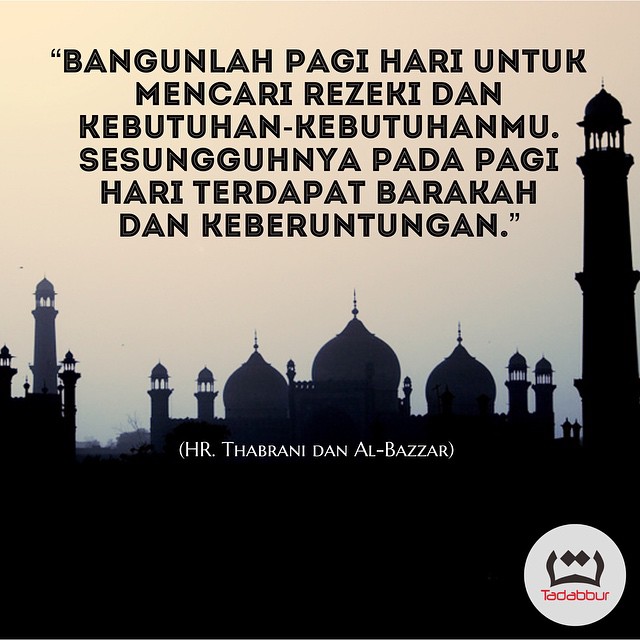 “BANGUNLAH PAGI HARI UNTUK
MENCARI REZEKI DAN
KEBUTUHAN-KEBUTUHANMU.
SESUNGGUHNYA PADA PAGI
HARI TERDAPAT BARAKAH
DAN KEBERUNTUNGAN.”
(HR. THABRANI DAN AL-BAZZAR)
Tadabbur